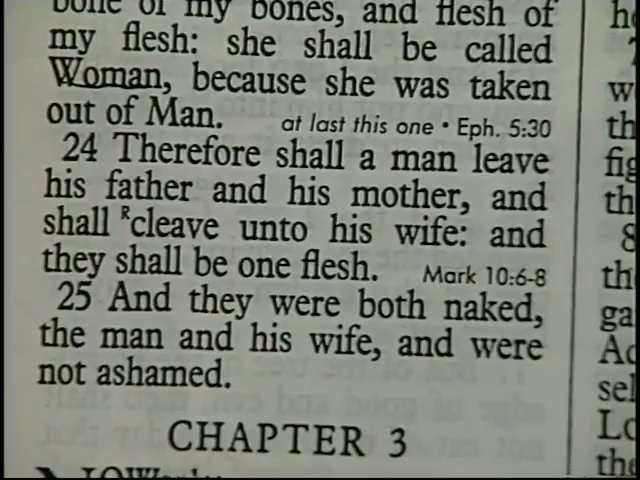 bone of my bones, and flesh of
my flesh: she shall be called
Woman, because she was taken
out of Man. at last this one • Eph. 5:30
24 Therefore shall a man leave
his father and his mother, and
shall ᴿcleave unto his wife: and
they shall be one flesh. Mark 10:6-8
25 And they were both naked,
the man and his wife, and were
not ashamed.
CHAPTER 3